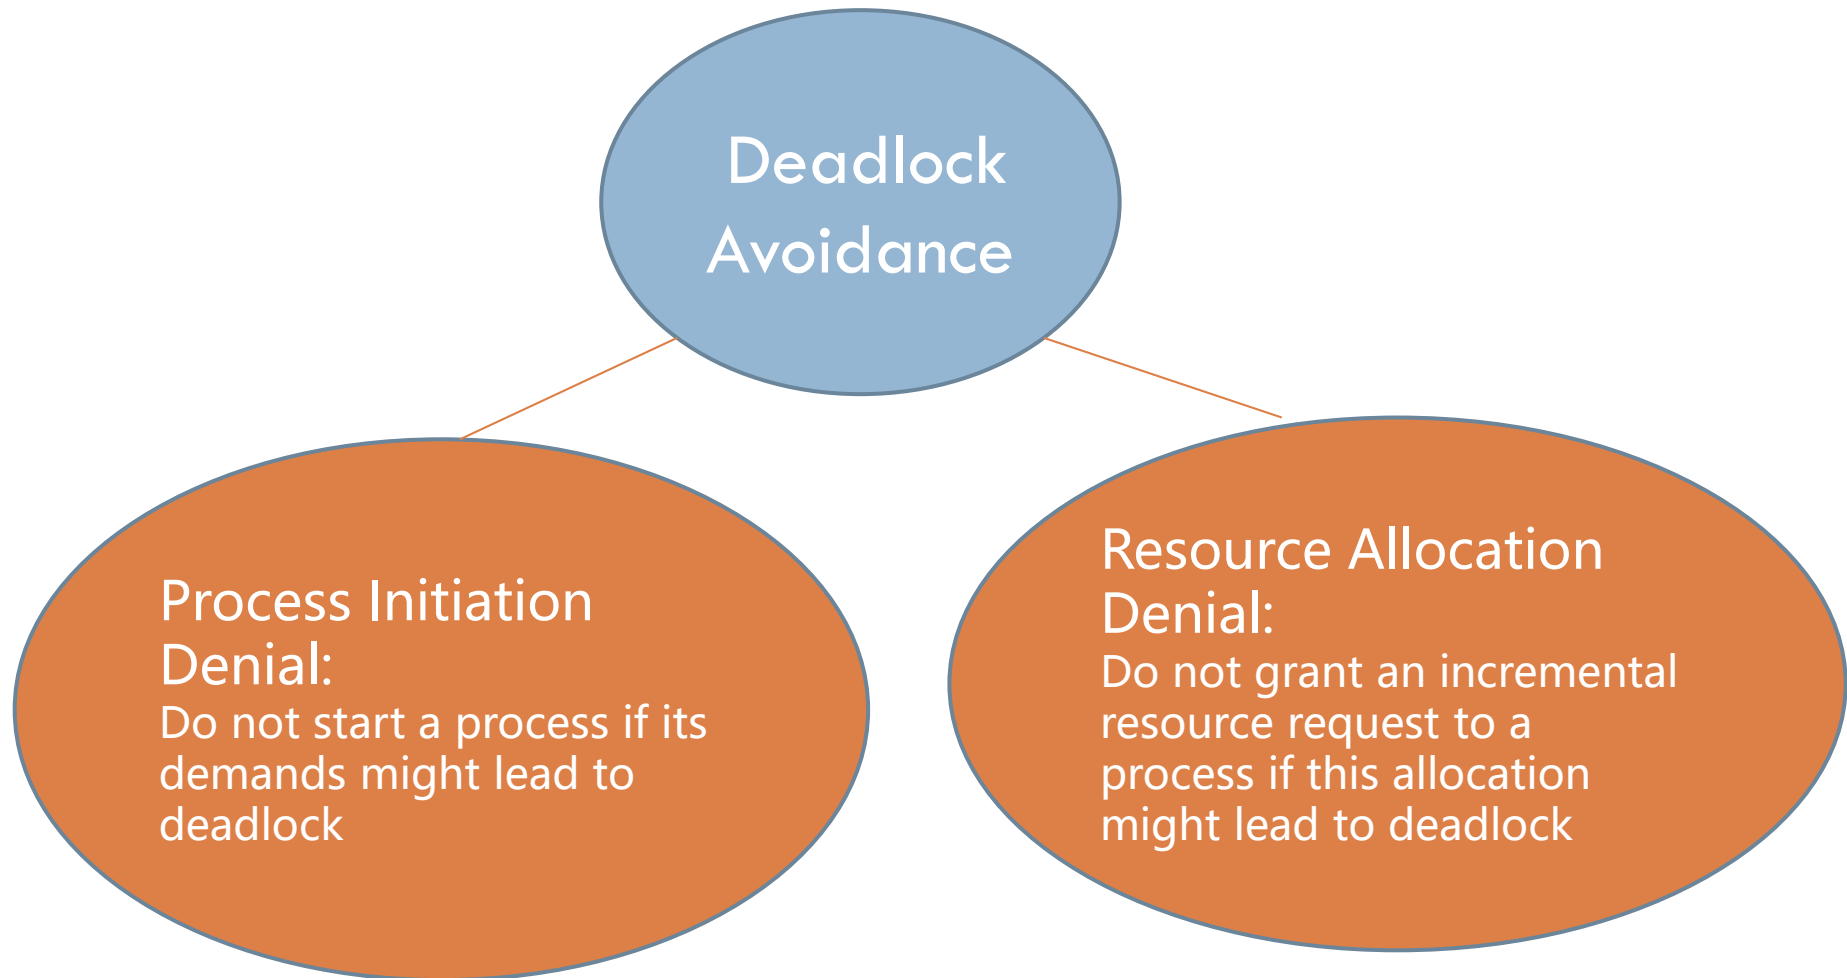 Deadlock
Avoidance
Process Initiation
Denial:
Do not start a process if its
demands might lead to
deadlock
Resource Allocation
Denial:
Do not grant an incremental
resource request to a
process if this allocation
might lead to deadlock